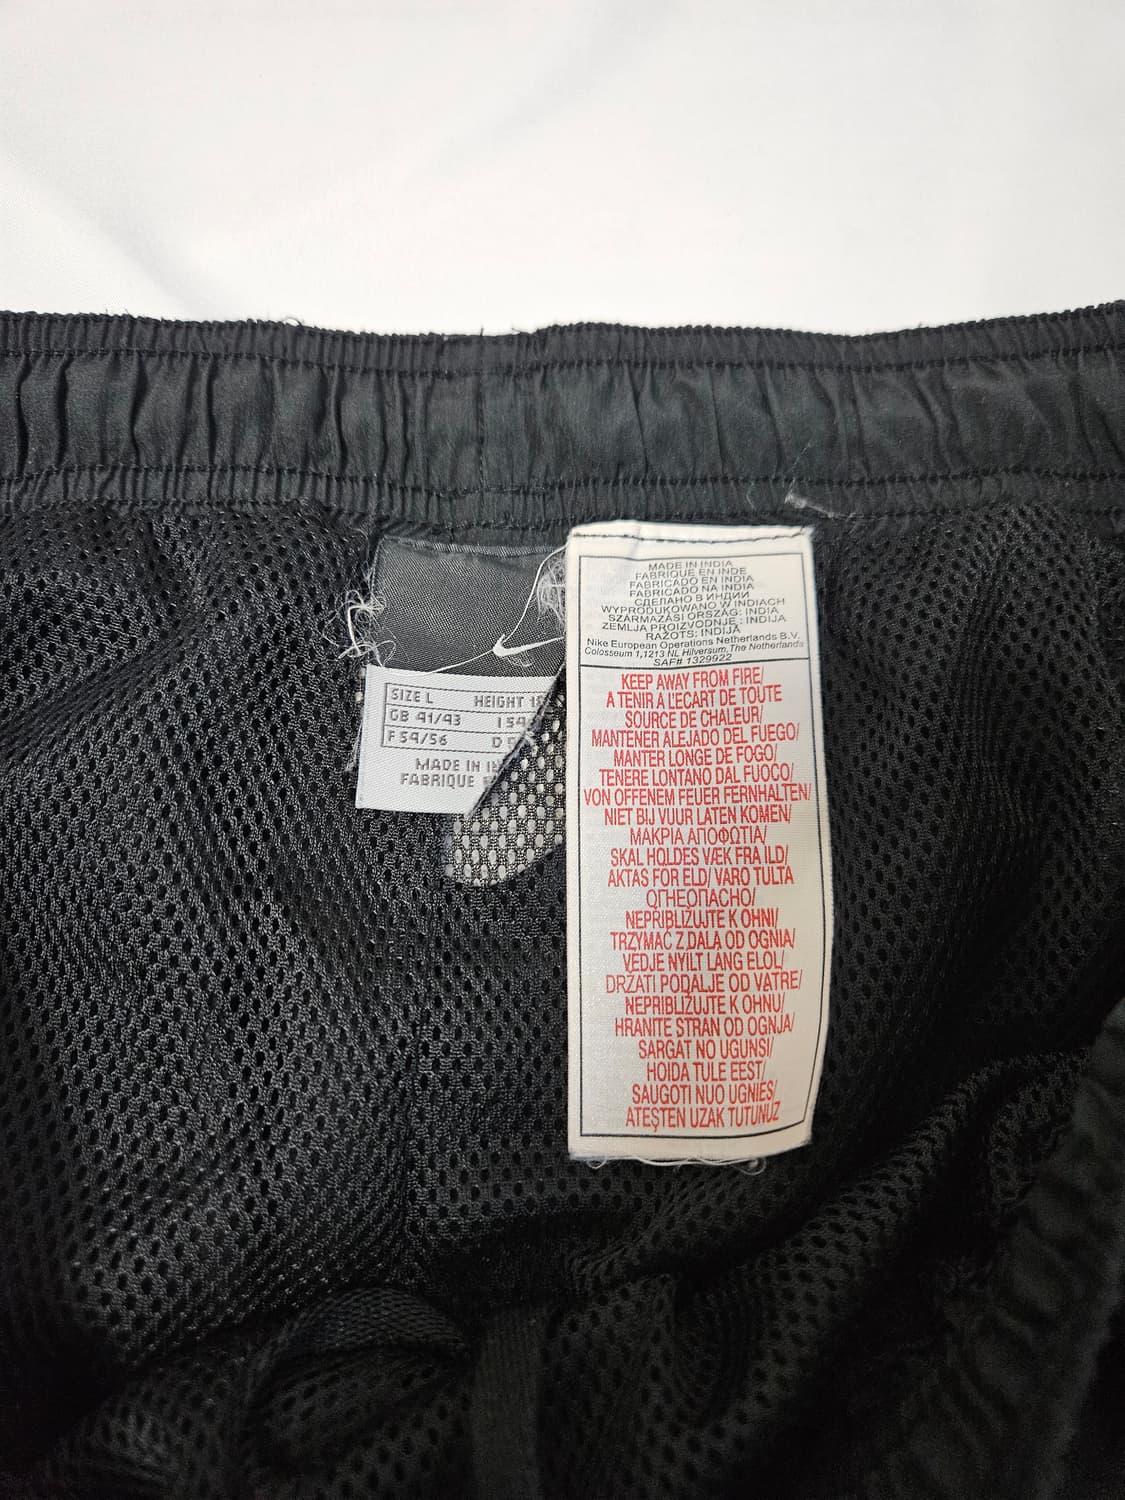 SIZE L HEIGHT
GB 41/43 I
F 54/56 D
MADE IN
FABRIQUE
MADE IN INDIA
FABRIQUE EN INDE
FABRICADO EN INDIA
FABRICADO NA INDIA
СДЕЛАНО В ИНДИИ
WYPRODUKOWANO W INDIACH
SZÁRMAZÁSI ORSZÁG: INDIA
ZEMLJA PROIZVODNJE : INDIJA
RAŽOTS: INDIJĀ
Nike European Operations Netherlands B.V.
Colosseum 1,1213 NL Hilversum, The Netherlands
SAF# 1329922
KEEP AWAY FROM FIRE/
A TENIR A L'ECART DE TOUTE
SOURCE DE CHALEUR/
MANTENER ALEJADO DEL FUEGO/
MANTER LONGE DE FOGO/
TENERE LONTANO DAL FUOCO/
VON OFFENEM FEUER FERNHALTEN/
NIET BIJ VUUR LATEN KOMEN/
ΜΑΚΡΙΑ ΑΠΟΦΩΤΙΑ/
SKAL HOLDES VÆK FRA ILD/
AKTAS FOR ELD/ VARO TULTA
ОГНЕОПАСНО/
NEPŘIBLIŽUJTE K OHNI/
TRZYMAĆ Z DALA OD OGNIA/
VEDJE NYILT LANG ELOL/
DRŽATI PODALJE OD VATRE/
NEPRIBLIŽUJTE K OHNU/
HRANITE STRAN OD OGNJA/
SARGAT NO UGUNSI/
HOIDA TULE EEST/
SAUGOTI NUO UGNIES/
ATEŞTEN UZAK TUTUNUZ